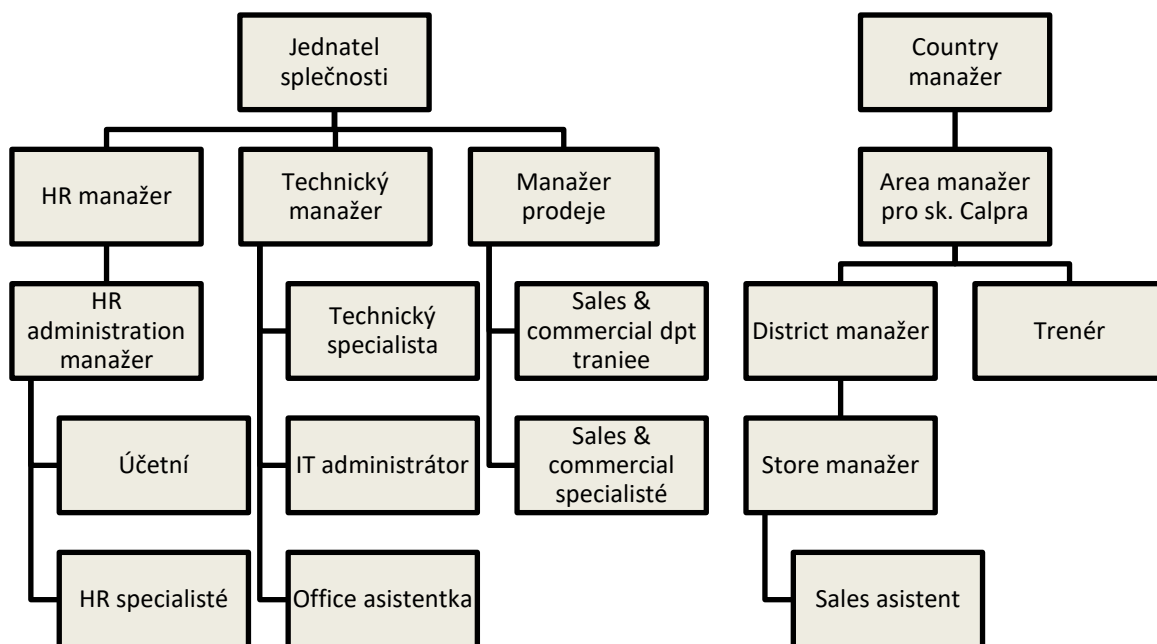 Jednatel
splečnosti
Country
manažer
HR manažer
Technický
manažer
Manažer
prodeje
Area manažer
pro sk. Calpra
HR
administration
manažer
Technický
specialista
Sales &
commercial dpt
traniee
District manažer
Trenér
Účetní
IT administrátor
Sales &
commercial
specialisté
Store manažer
HR specialisté
Office asistentka
Sales asistent